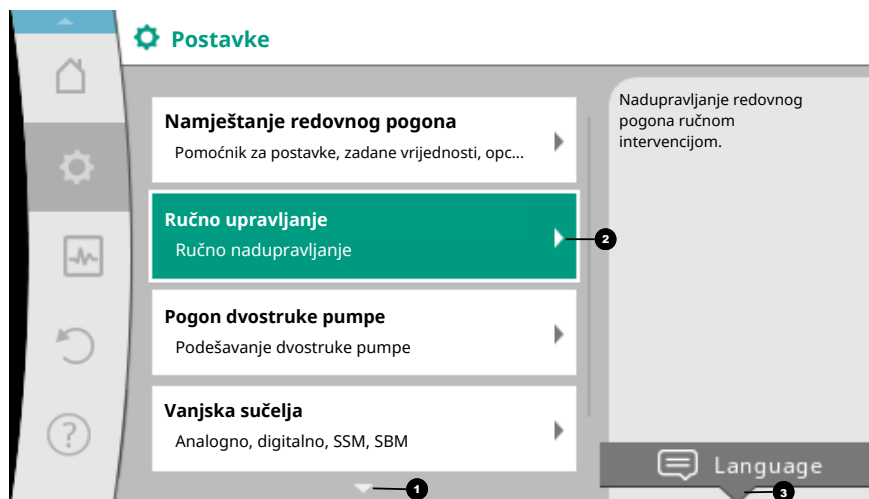 Postavke
Namještanje redovnog pogona
Pomoćnik za postavke, zadane vrijednosti, opc...
Ručno upravljanje
Ručno nadupravljanje
2
Pogon dvostruke pumpe
Podešavanje dvostruke pumpe
Vanjska sučelja
Analogno, digitalno, SSM, SBM
1
Nadupravljanje redovnog
pogona ručnom
intervencijom.
Language
3
?